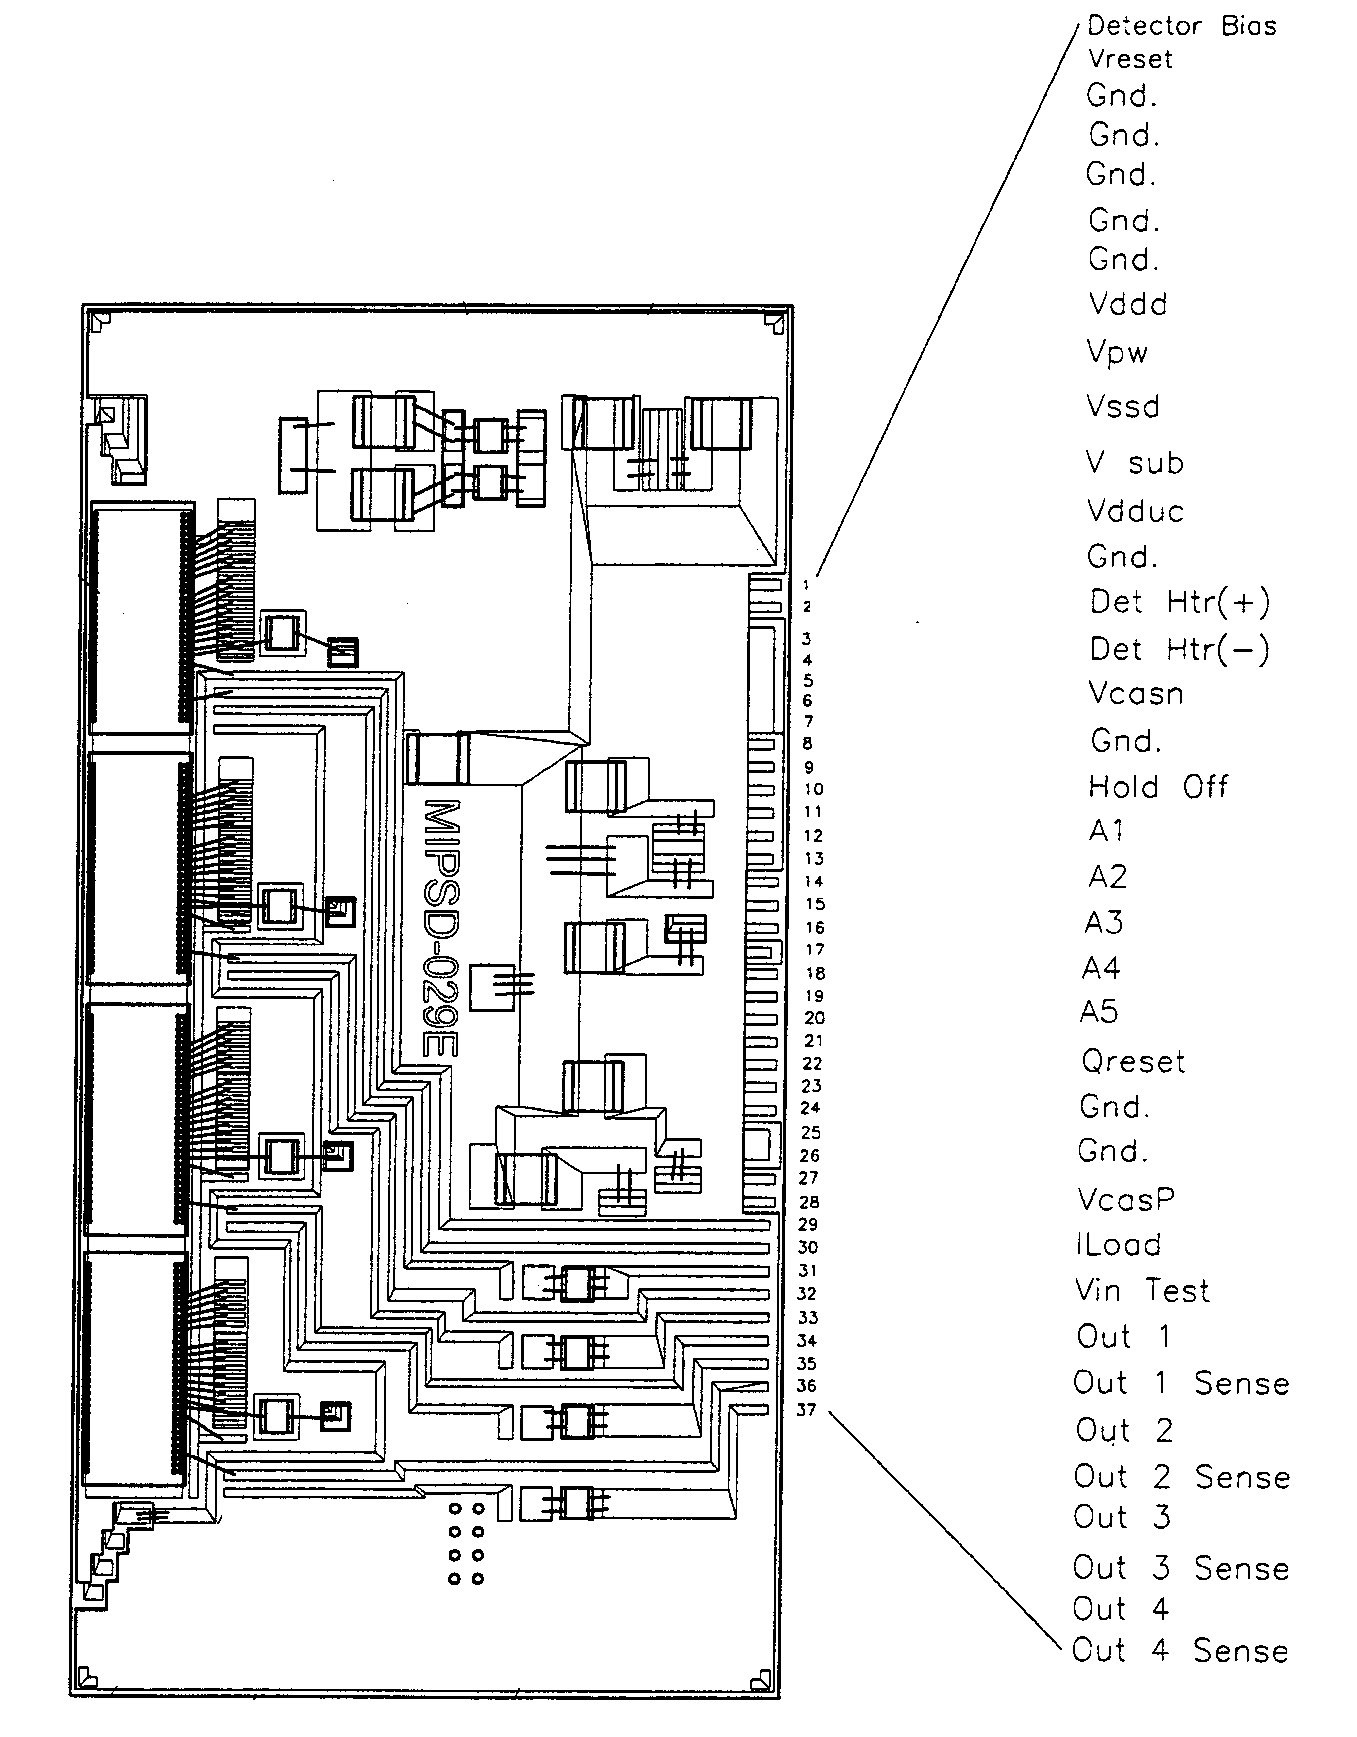 Detector Bias
Vreset
Gnd.
Gnd.
Gnd.
Gnd.
Gnd.
Vddd
Vpw
Vssd
V sub
Vdduc
Gnd.
Det Htr(+)
Det Htr(-)
Vcasn
Gnd.
Hold Off
A1
A2
A3
A4
A5
Qreset
Gnd.
Gnd.
VcasP
ILoad
Vin Test
Out 1
Out 1 Sense
Out 2
Out 2 Sense
Out 3
Out 3 Sense
Out 4
Out 4 Sense
1
2
3
4
5
6
7
8
9
10
11
12
13
14
15
16
17
18
19
20
21
22
23
24
25
26
27
28
29
30
31
32
33
34
35
36
37
MIPSD-029E